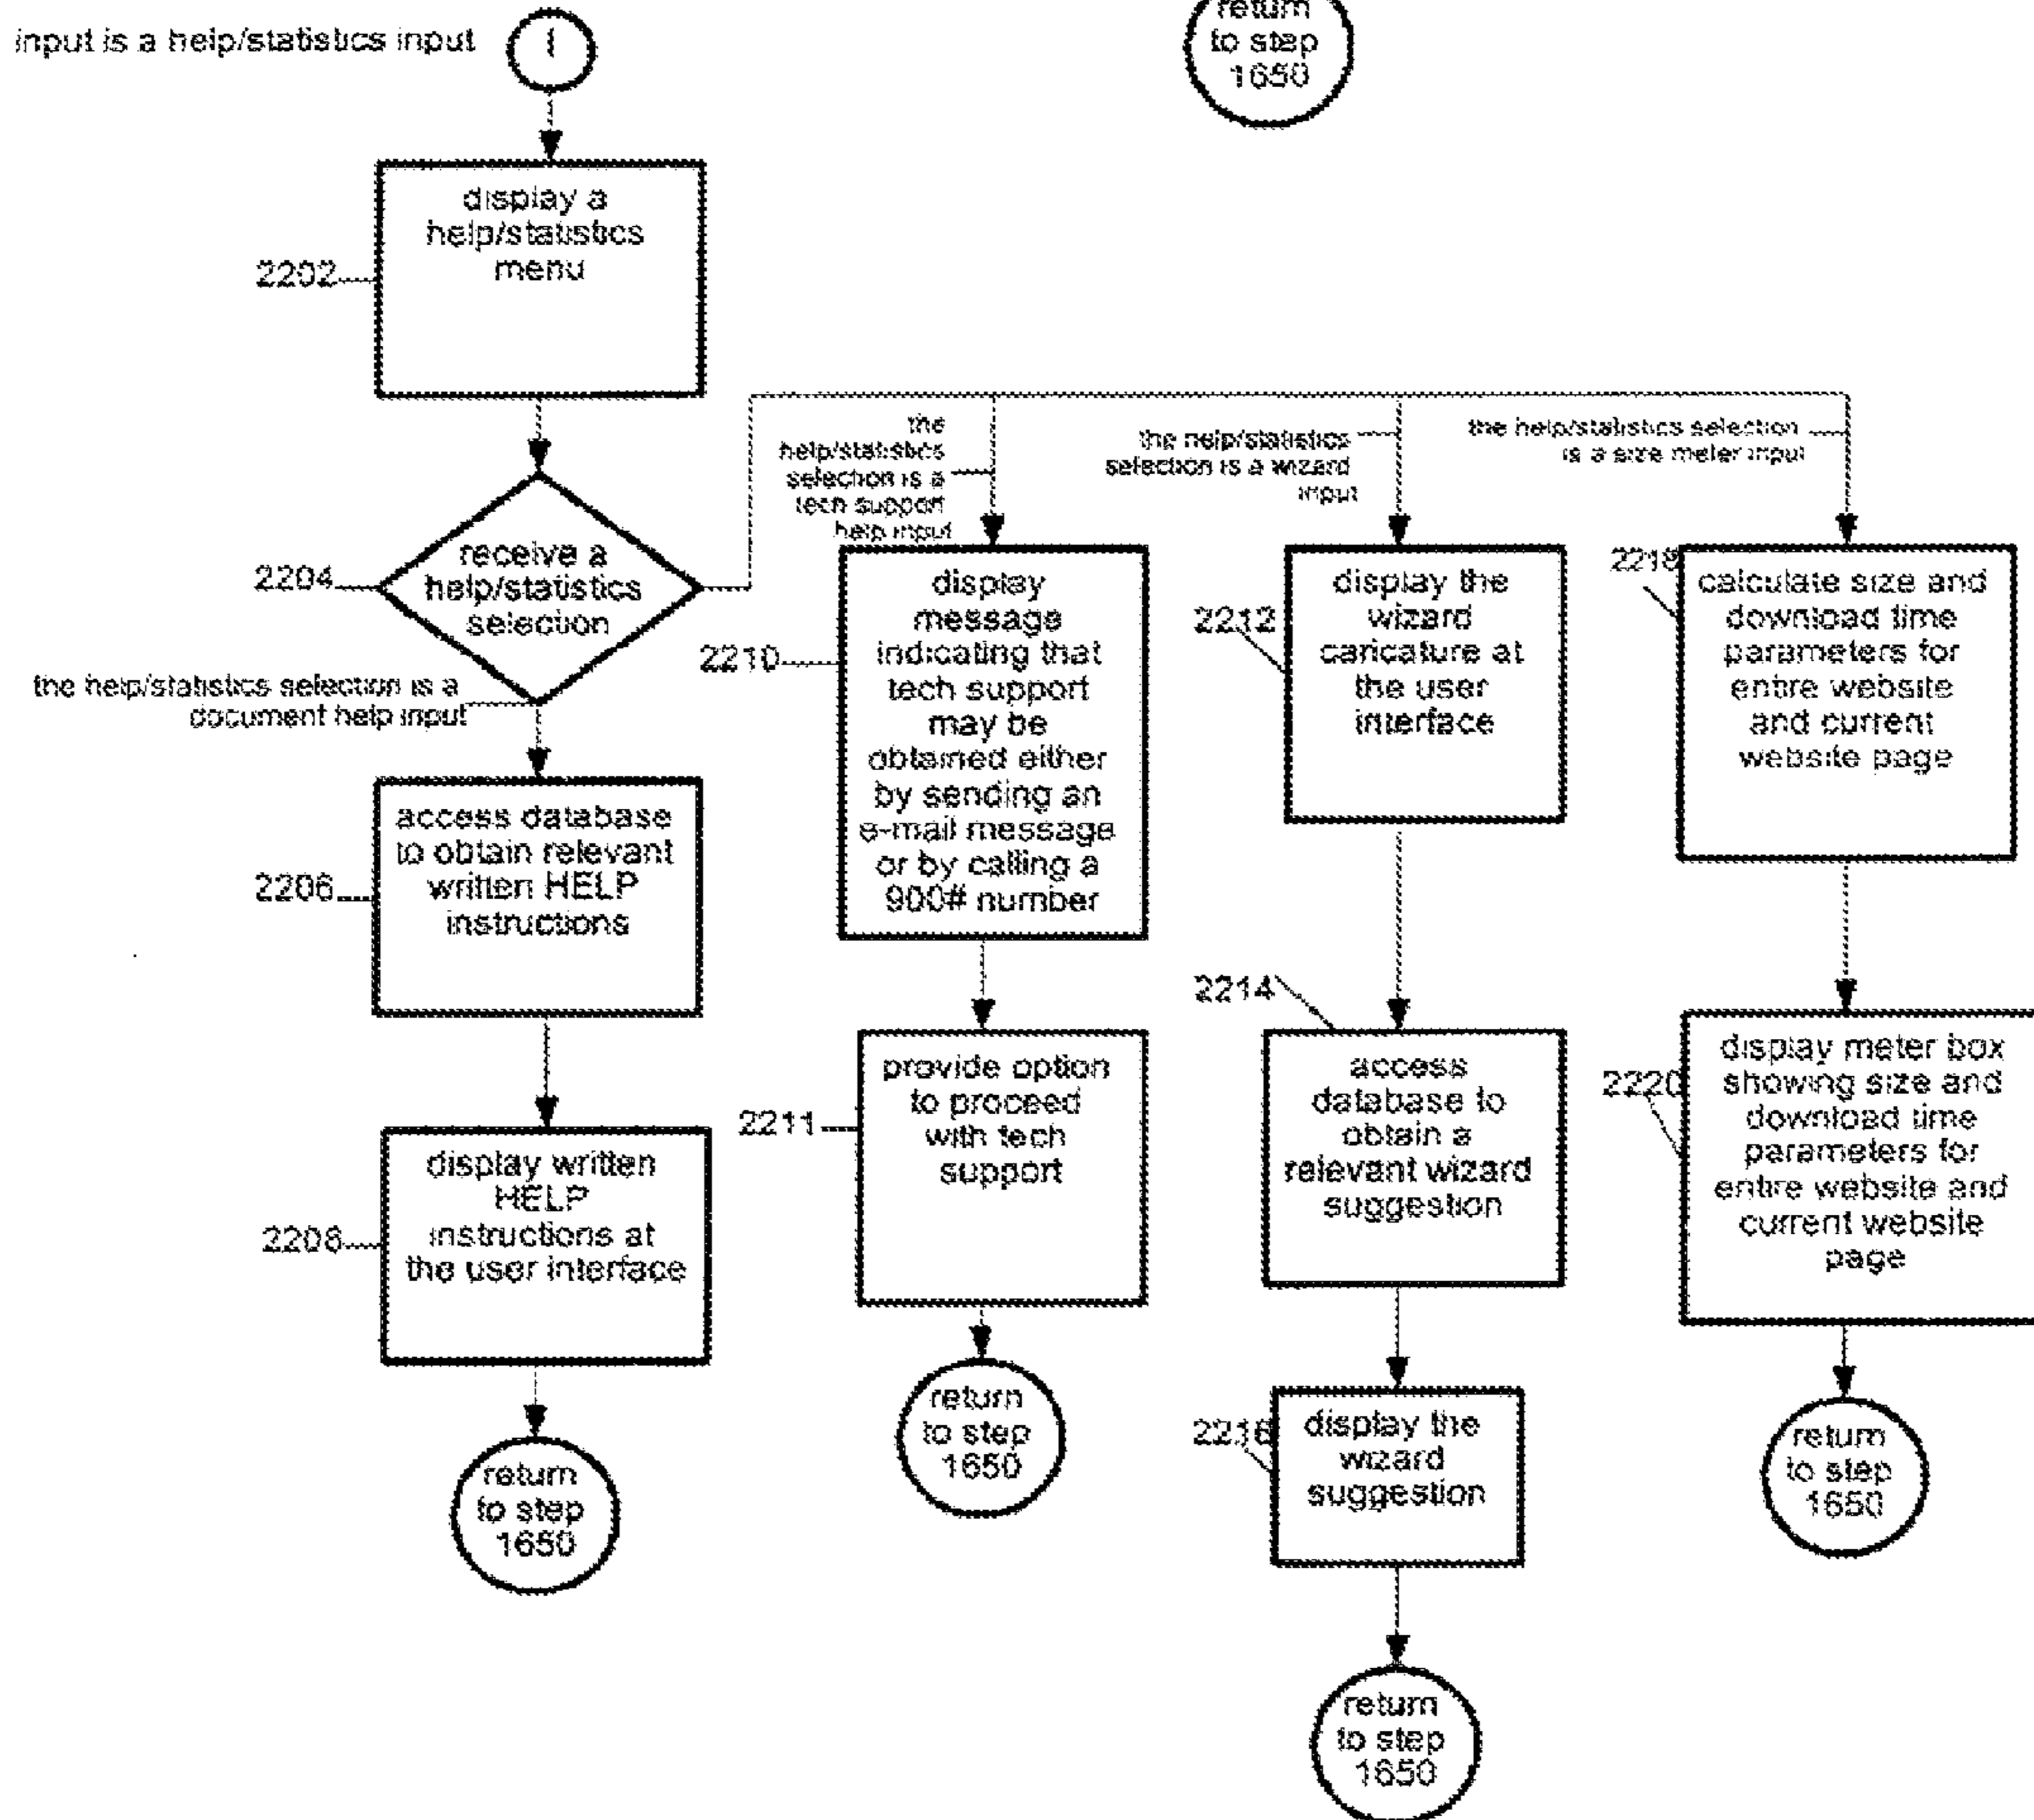 input is a help/statistics input
I
return
to step
1650
display a
help/statistics
menu
2202
receive a
help/statistics
selection
2204
the help/statistics selection is a
document help input
access database
to obtain relevant
written HELP
instructions
2206
display written
HELP
instructions at
the user interface
2208
return
to step
1650
the
help/statistics
selection is a
tech support
help input
display
message
indicating that
tech support
may be
obtained either
by sending an
e-mail message
or by calling a
900# number
2210
provide option
to proceed
with tech
support
2211
return
to step
1650
the help/statistics
selection is a wizard
input
display the
wizard
caricature at
the user
interface
2212
2214
access
database to
obtain a
relevant wizard
suggestion
2216
display the
wizard
suggestion
return
to step
1650
the help/statistics selection
is a size meter input
2218
calculate size and
download time
parameters for
entire website
and current
website page
2220
display meter box
showing size and
download time
parameters for
entire website and
current website
page
return
to step
1650